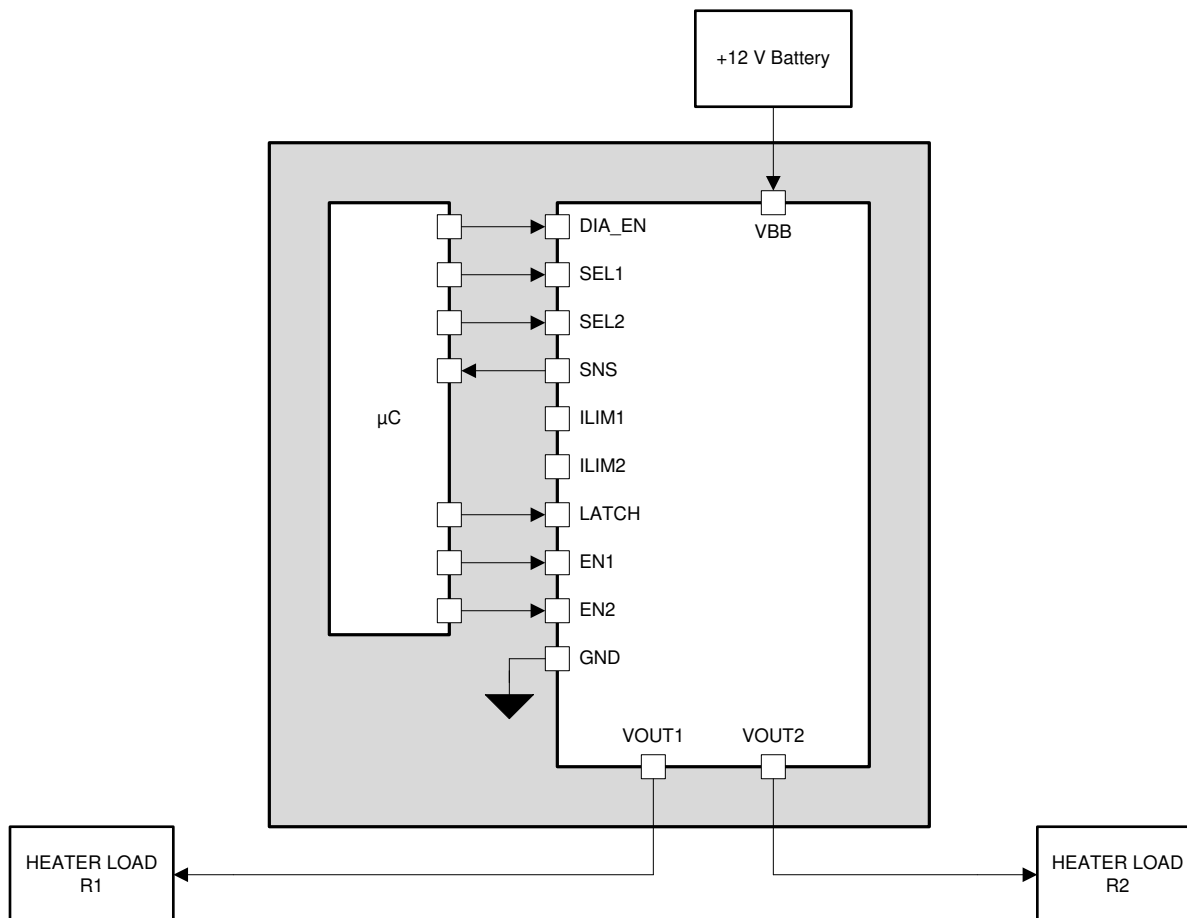 +12 V Battery
VBB
DIA_EN
SEL1
SEL2
SNS
µC
ILIM1
ILIM2
LATCH
EN1
EN2
GND
VOUT1
VOUT2
HEATER LOAD
R1
HEATER LOAD
R2